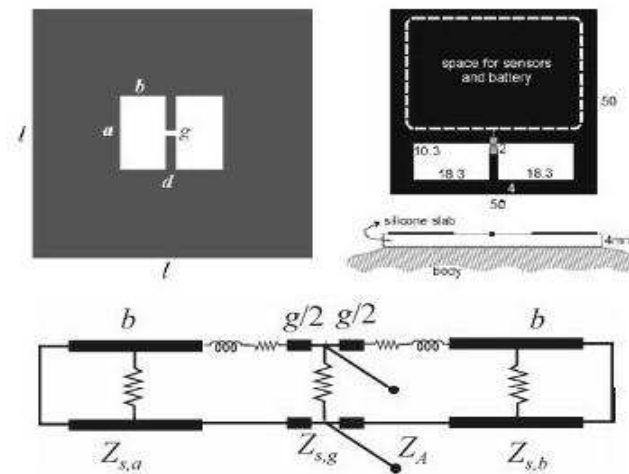 b
a
g
l
d
l
space for sensors
and battery
50
10.3
2
18.3
18.3
4
50
silicone slab
4mm
body
b
g/2
g/2
b
Z_{s,a}
Z_{s,g}
Z_A
Z_{s,b}